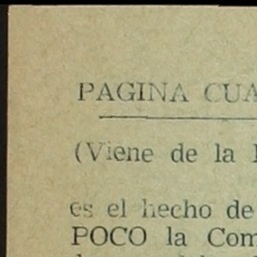 PAGINA CUA
(Viene de la
es el hecho de
POCO la Com